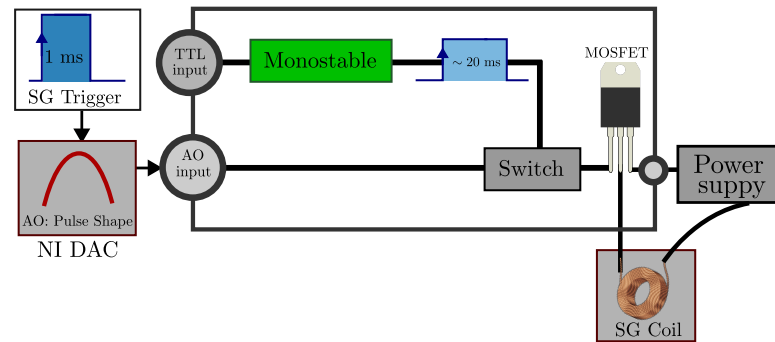 1 ms
SG Trigger
AO: Pulse Shape
NI DAC
TTL
input
AO
input
Monostable
~ 20 ms
Switch
MOSFET
Power
suppy
SG Coil